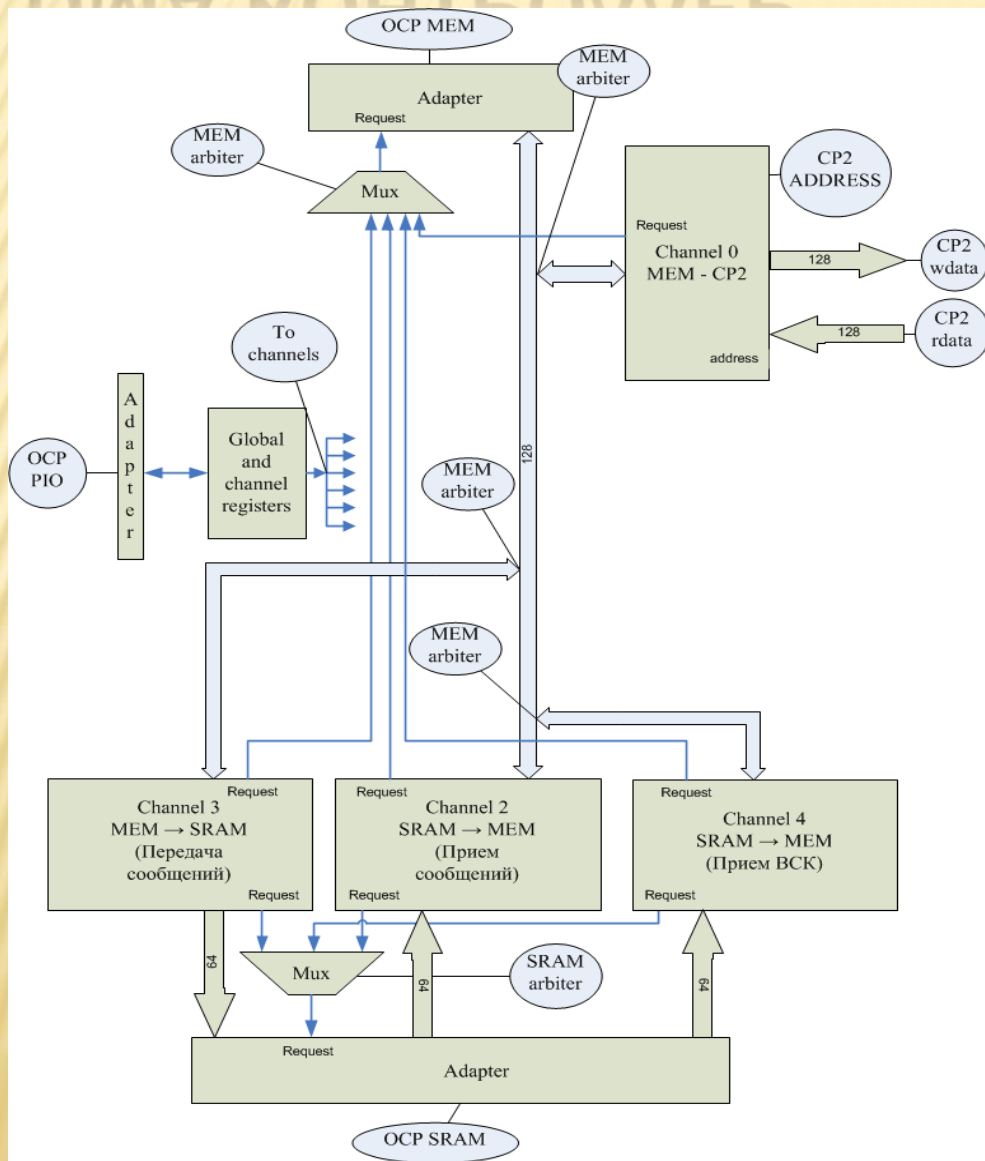 OCP MEM
MEM
arbiter
Adapter
Request
MEM
arbiter
Mux
CP2
ADDRESS
Request
Channel 0
MEM - CP2
128
CP2
wdata
128
CP2
rdata
address
To
channels
Adapter
OCP
PIO
Global
and
channel
registers
128
MEM
arbiter
MEM
arbiter
Request
Channel 3
MEM → SRAM
(Передача
сообщений)
Request
Request
Channel 2
SRAM → MEM
(Прием
сообщений)
Request
Request
Channel 4
SRAM → MEM
(Прием ВСК)
Request
64
Mux
SRAM
arbiter
64
64
Request
Adapter
OCP SRAM